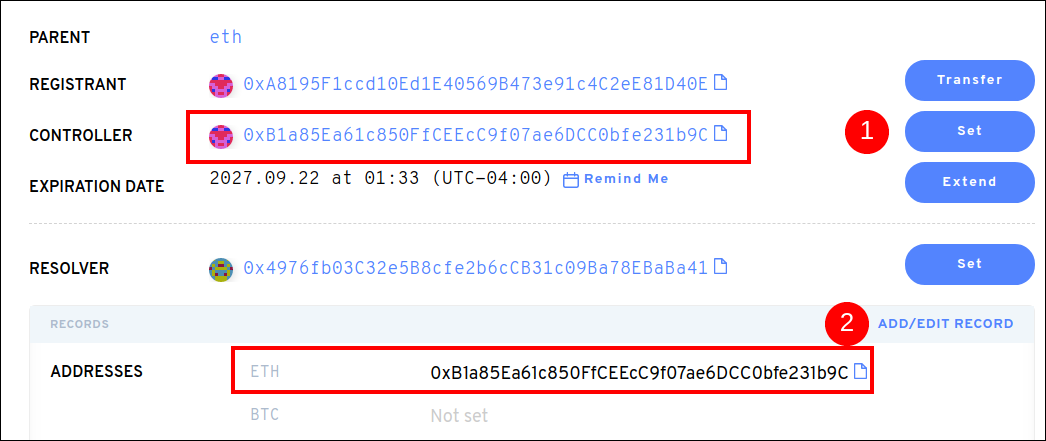 PARENT eth
REGISTRANT 0xA8195F1ccd10Ed1E40569B473e91c4C2eE81D40E Transfer
CONTROLLER 0xB1a85Ea61c850FfCEEcC9f07ae6DCC0bfe231b9C 1 Set
EXPIRATION DATE 2027.09.22 at 01:33 (UTC−04:00) Remind Me Extend
RESOLVER 0x4976fb03C32e5B8cfe2b6cCB31c09Ba78EBaBa41 Set
RECORDS 2 ADD/EDIT RECORD
ADDRESSES ETH 0xB1a85Ea61c850FfCEEcC9f07ae6DCC0bfe231b9C
BTC Not set